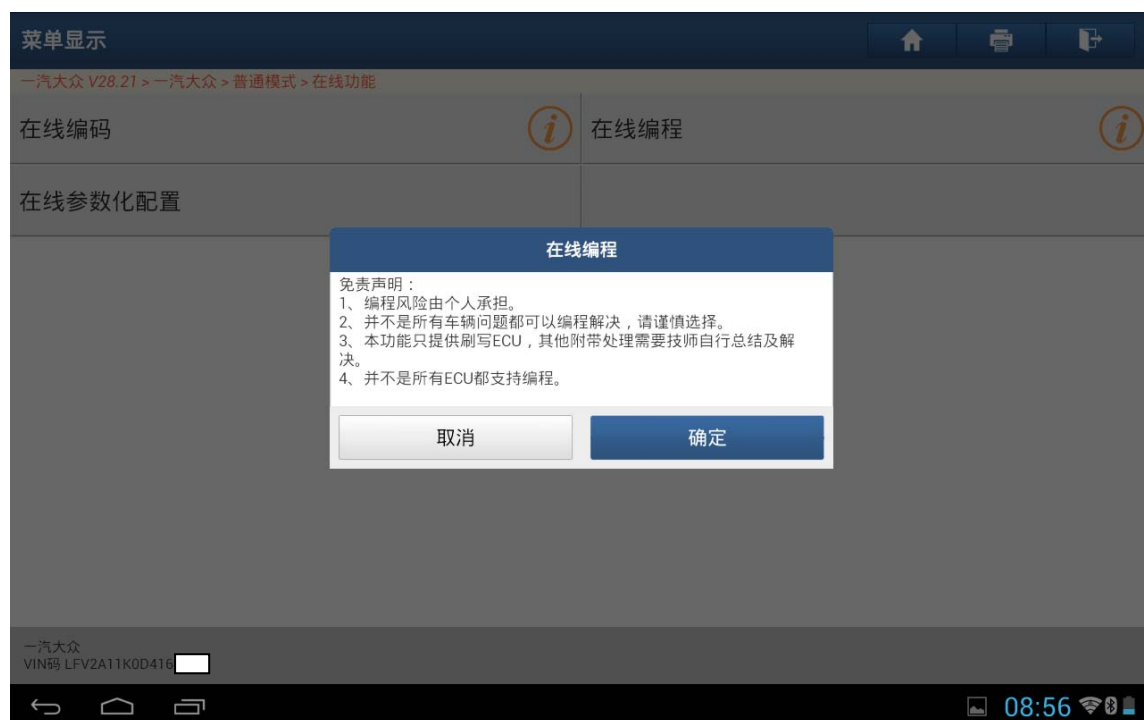 菜单显示
一汽大众 V28.21 > 一汽大众 > 普通模式 > 在线功能
在线编码
在线编程
在线参数化配置
在线编程
免责声明：
1、编程风险由个人承担。
2、并不是所有车辆问题都可以编程解决，请谨慎选择。
3、本功能只提供刷写ECU，其他附带处理需要技师自行总结及解
决。
4、并不是所有ECU都支持编程。
取消
确定
一汽大众
VIN码 LFV2A11K0D416
08:56